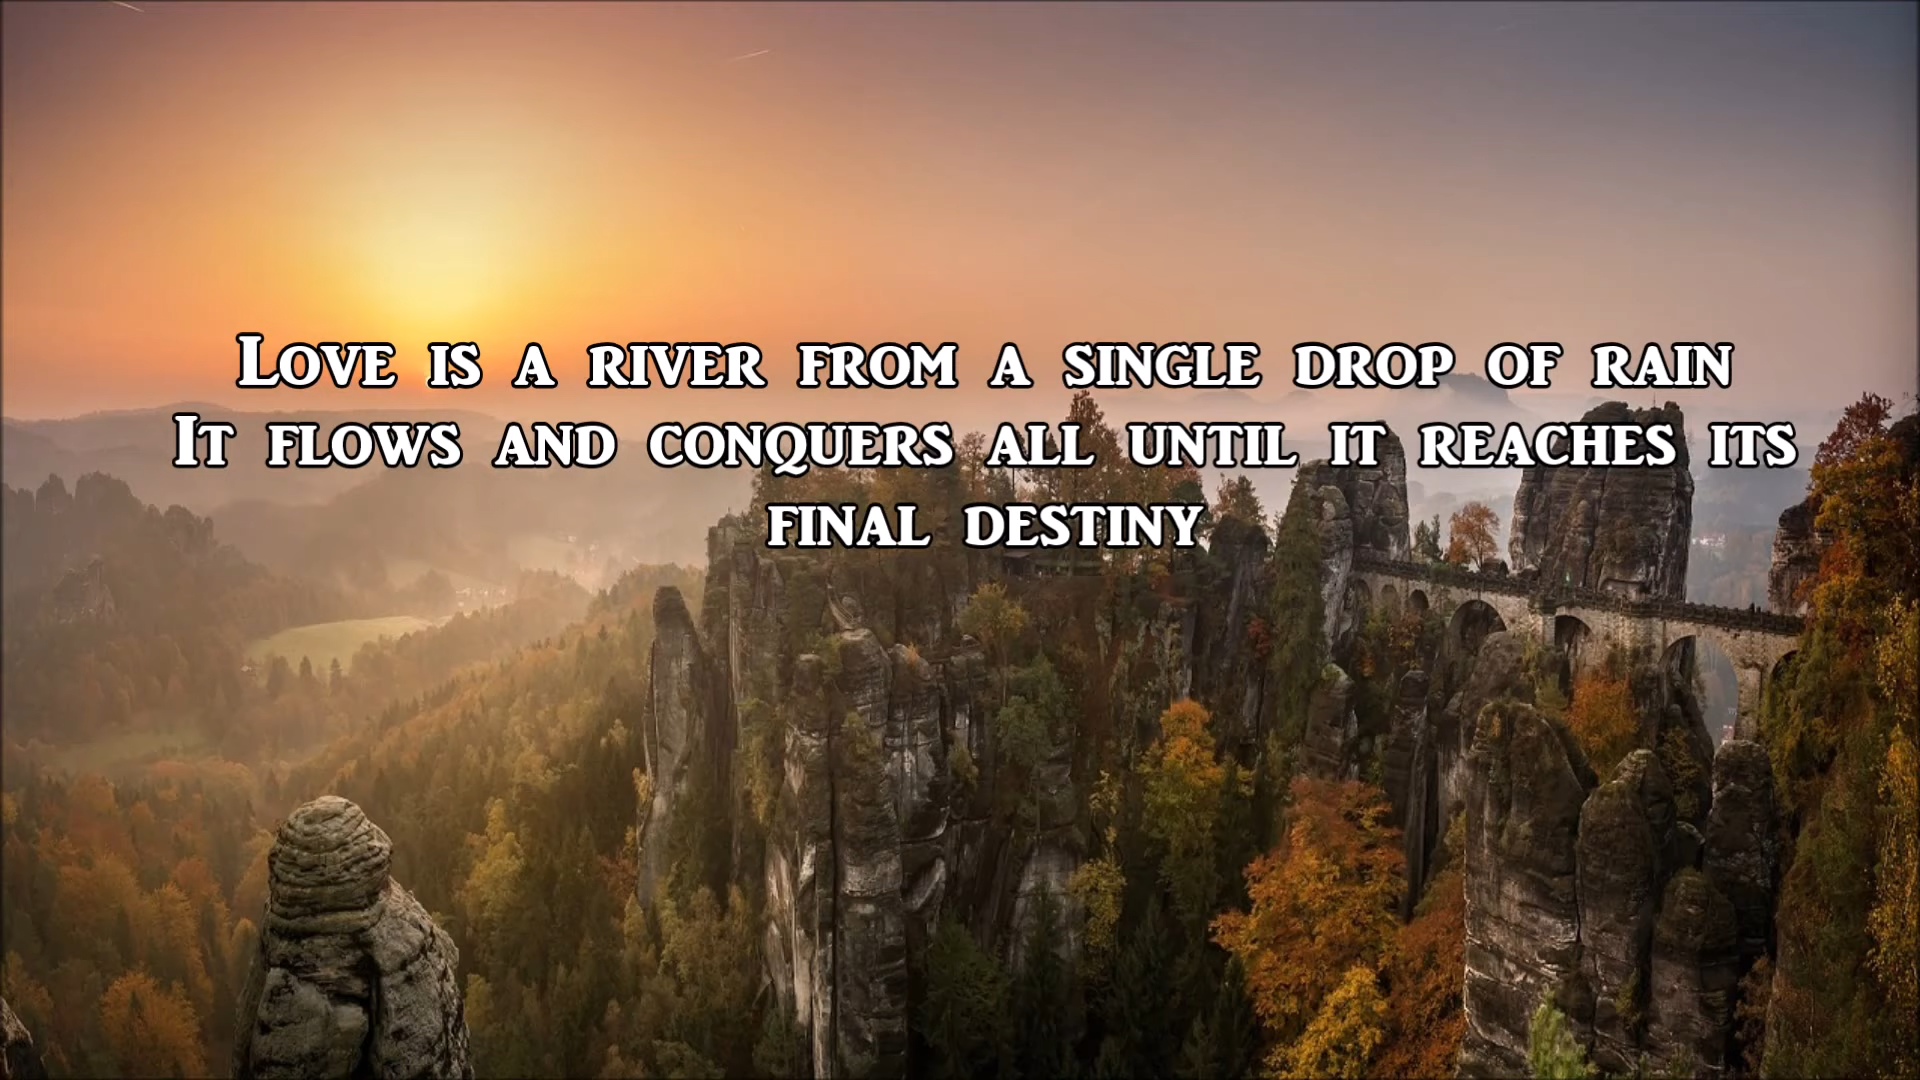 Love is a river from a single drop of rain
It flows and conquers all until it reaches its
final destiny